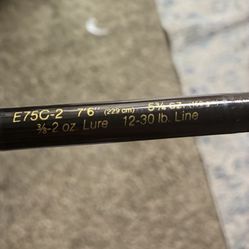 E75C-2 7'6" (229 cm)
⅜-2 oz. Lure 12-30 lb. Line